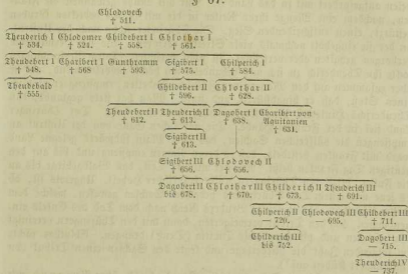 § 67.
Chlodovech
† 511.
Theuderich I Chlodomer Childebert I Chlothar I
† 534. † 524. † 558. † 561.
Theudebert I Charibert I Gunthramm Sigibert I Chilperich I
† 548. † 568 † 593. † 575. † 584.
Theudebald Childebert II Chlothar II
† 555. † 596. † 628.
Theudebert II Theuderich II Dagobert I Charibert von
† 612. † 613. † 638. Aquitanien
Sigibert II † 631.
† 613.
Sigibert III Chlodovech II
† 656. † 656.
Dagobert II Chlothar III Childerich II Theuderich III
bis 678. † 670. † 673. † 691.
Chilperich II Chlodovech III Childebert III
— 720. — 695. † 711.
Childerich III Dagobert III
bis 752. — 715.
Theuderich IV
— 737.